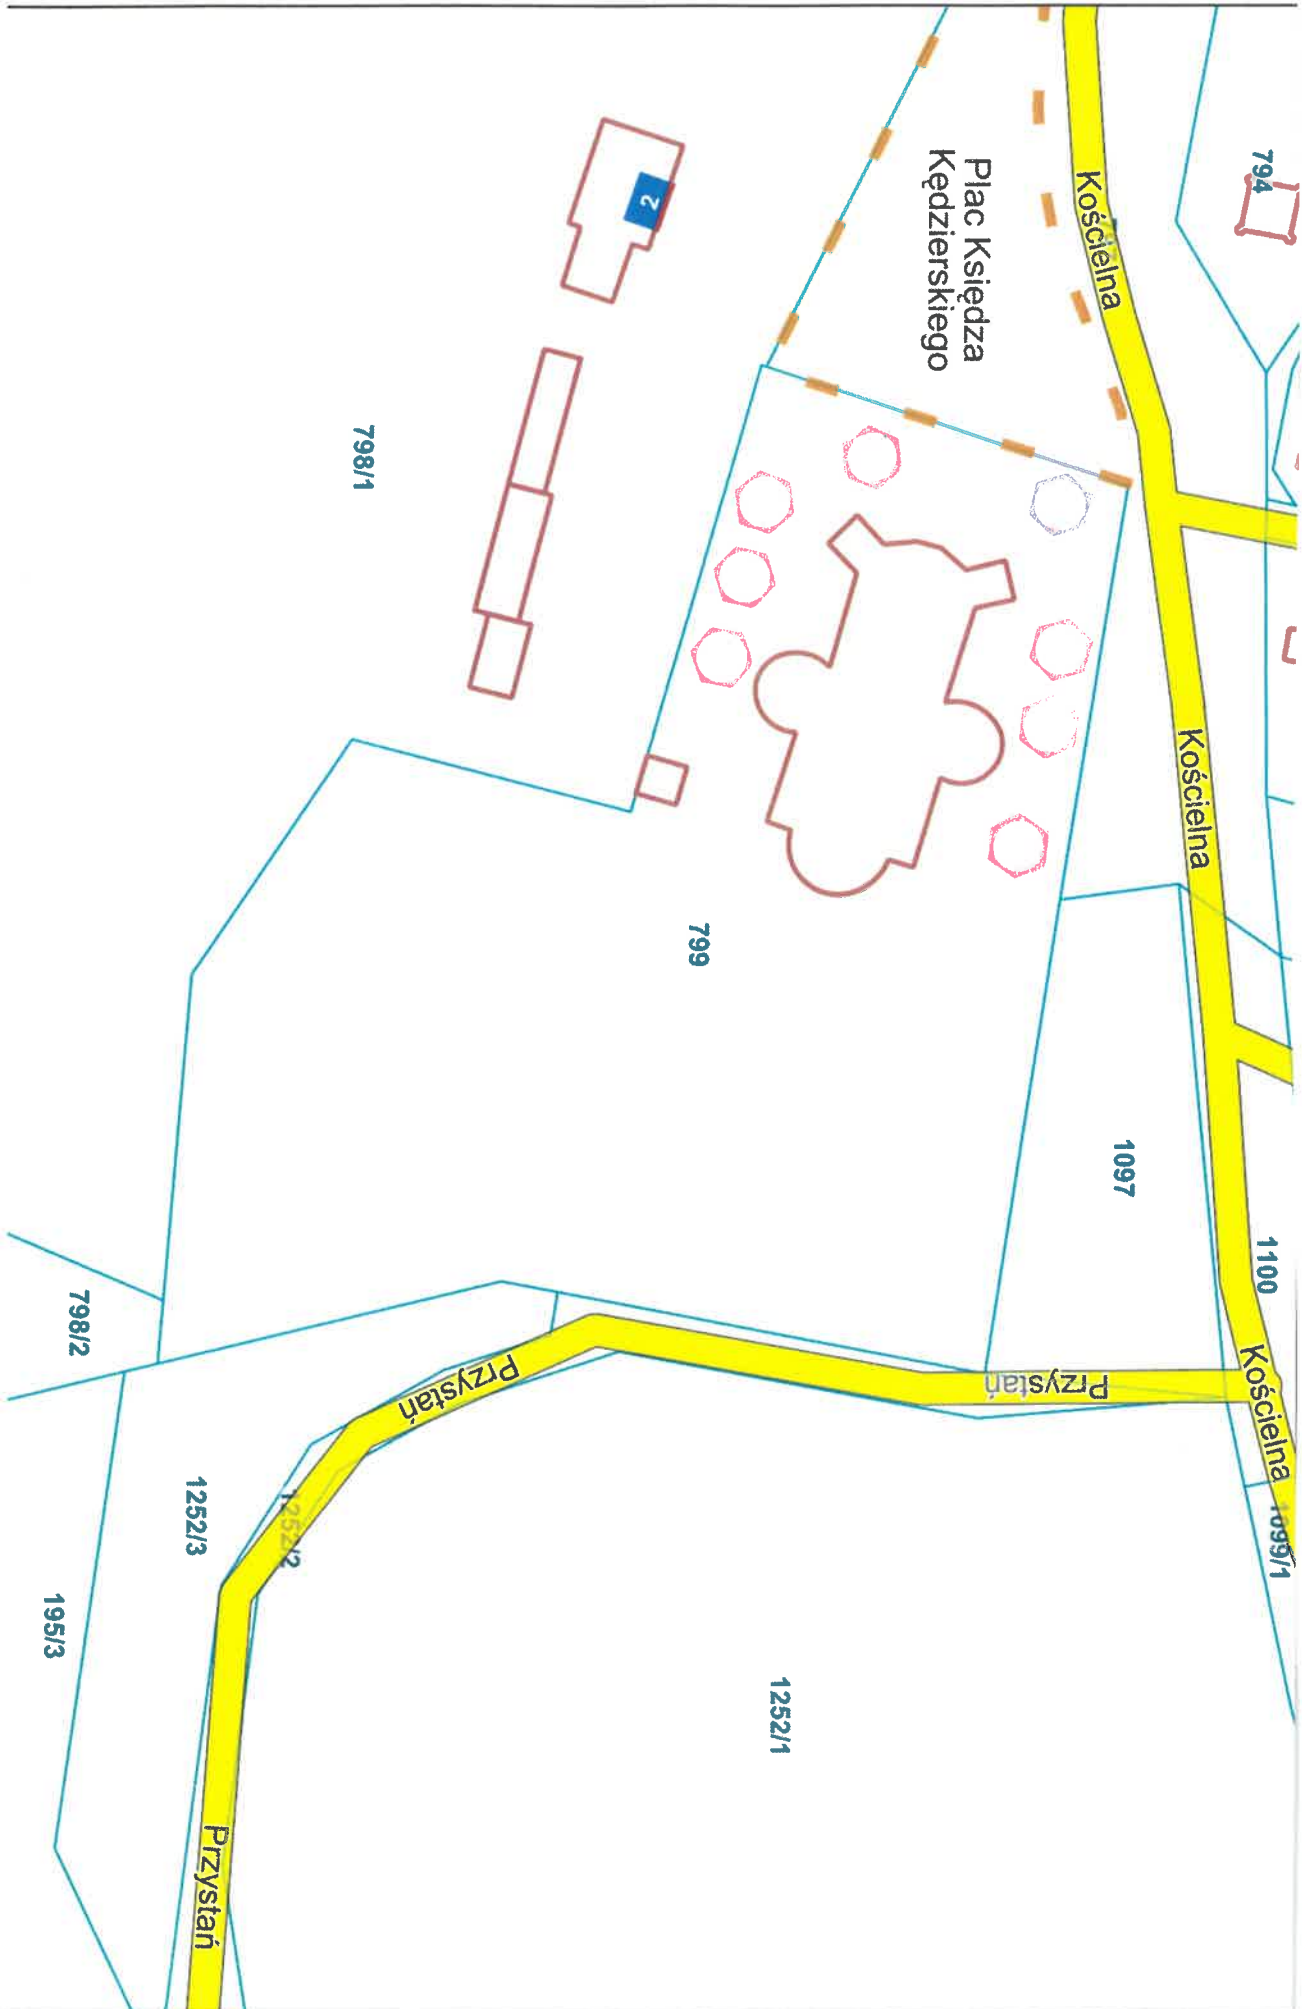 794
Kościelna
Plac Księdza
Kędzierskiego
2
798/1
Kościelna
799
1097
1100
Kościelna
1099/1
798/2
Przystań
Przystań
1252/3
1252/2
195/3
1252/1
Przystań